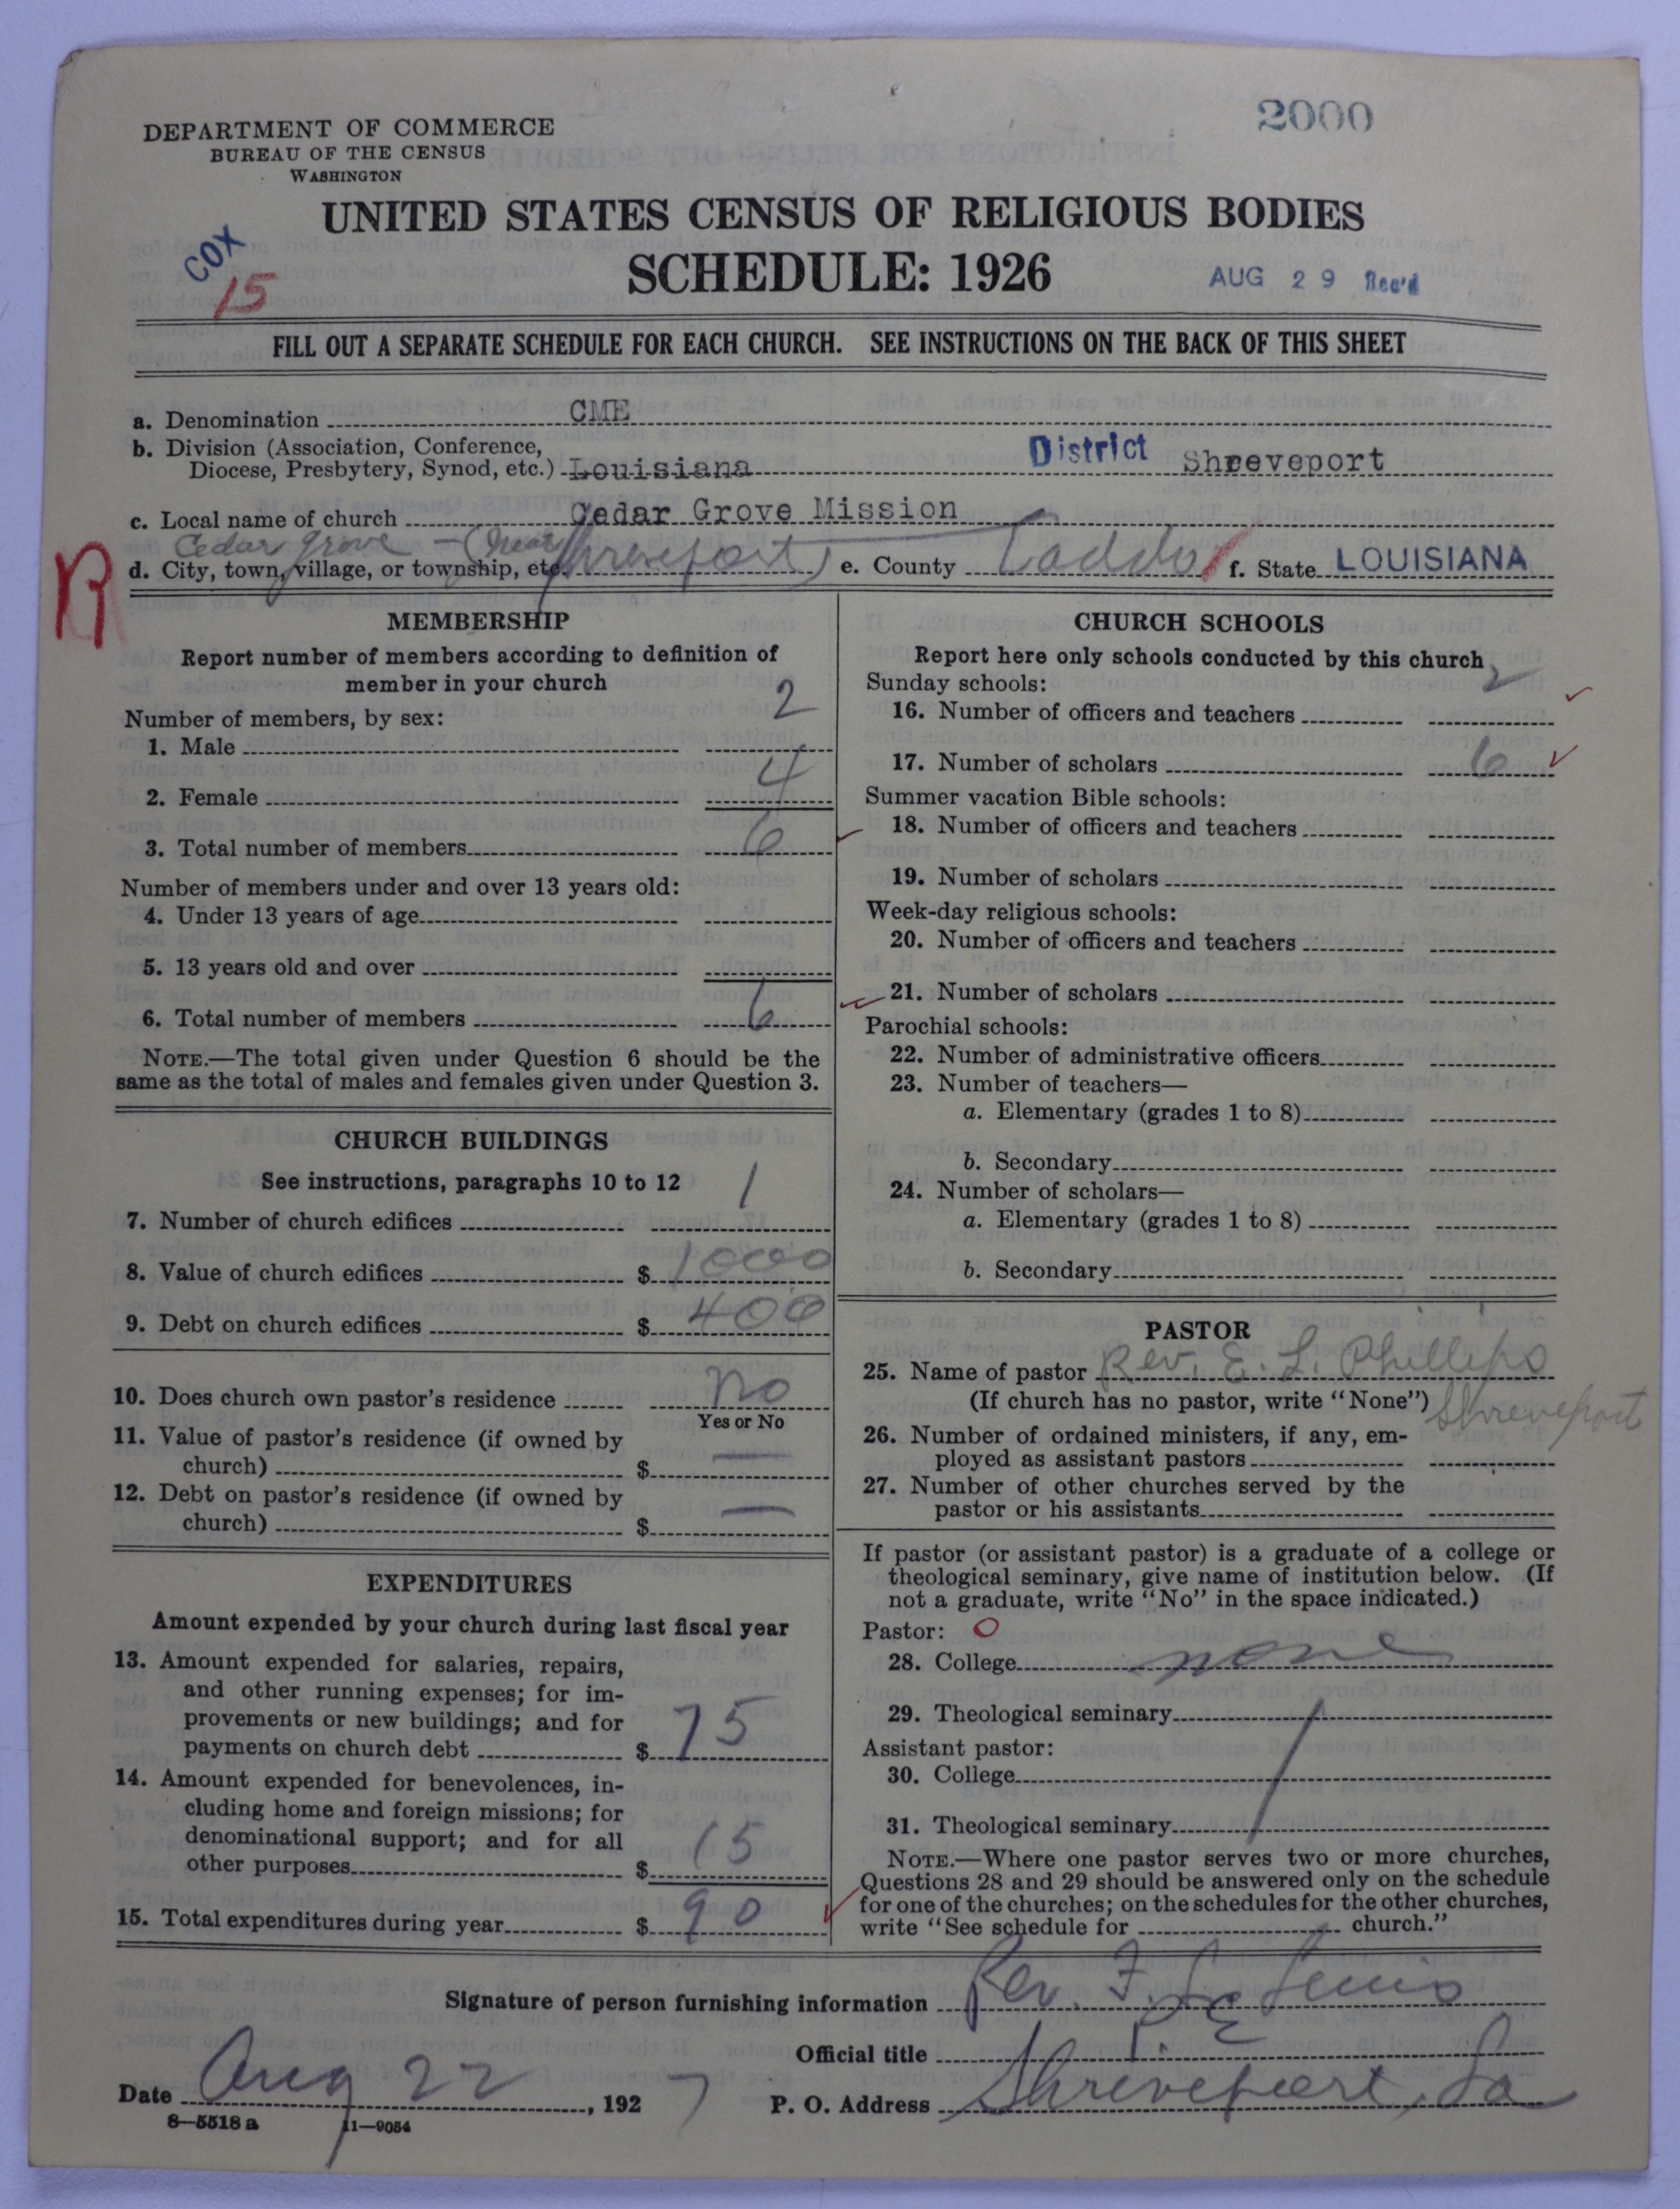 2000
DEPARTMENT OF COMMERCE
BUREAU OF THE CENSUS
WASHINGTON
UNITED STATES CENSUS OF RELIGIOUS BODIES
SCHEDULE: 1926
COX
15
AUG 29 Rec'd
FILL OUT A SEPARATE SCHEDULE FOR EACH CHURCH. SEE INSTRUCTIONS ON THE BACK OF THIS SHEET
a. Denomination CME
b. Division (Association, Conference,
Diocese, Presbytery, Synod, etc.) Louisiana District Shreveport
c. Local name of church Cedar Grove Mission
Cedar Grove - (near Shreveport)
R
d. City, town, village, or township, etc. e. County Caddo f. State LOUISIANA
MEMBERSHIP
Report number of members according to definition of
member in your church
Number of members, by sex:
1. Male 2
2. Female 4
3. Total number of members 6
Number of members under and over 13 years old:
4. Under 13 years of age
5. 13 years old and over
6. Total number of members 6
NOTE.—The total given under Question 6 should be the
same as the total of males and females given under Question 3.
CHURCH BUILDINGS
See instructions, paragraphs 10 to 12
7. Number of church edifices 1
8. Value of church edifices $ 1000
9. Debt on church edifices $ 400
10. Does church own pastor's residence No
Yes or No
11. Value of pastor's residence (if owned by
church) $ —
12. Debt on pastor's residence (if owned by
church) $ —
EXPENDITURES
Amount expended by your church during last fiscal year
13. Amount expended for salaries, repairs,
and other running expenses; for im-
provements or new buildings; and for
payments on church debt $ 75
14. Amount expended for benevolences, in-
cluding home and foreign missions; for
denominational support; and for all
other purposes $ 15
15. Total expenditures during year $ 90
CHURCH SCHOOLS
Report here only schools conducted by this church
Sunday schools:
16. Number of officers and teachers 2
17. Number of scholars 6
Summer vacation Bible schools:
18. Number of officers and teachers
19. Number of scholars
Week-day religious schools:
20. Number of officers and teachers
21. Number of scholars
Parochial schools:
22. Number of administrative officers
23. Number of teachers—
a. Elementary (grades 1 to 8)
b. Secondary
24. Number of scholars—
a. Elementary (grades 1 to 8)
b. Secondary
PASTOR
25. Name of pastor Rev. E. L. Phillips
(If church has no pastor, write "None") Shreveport
26. Number of ordained ministers, if any, em-
ployed as assistant pastors
27. Number of other churches served by the
pastor or his assistants
If pastor (or assistant pastor) is a graduate of a college or
theological seminary, give name of institution below. (If
not a graduate, write "No" in the space indicated.)
Pastor: 0
28. College none
29. Theological seminary
Assistant pastor:
30. College
31. Theological seminary
NOTE.—Where one pastor serves two or more churches,
Questions 28 and 29 should be answered only on the schedule
for one of the churches; on the schedules for the other churches,
write "See schedule for church."
Signature of person furnishing information Rev. F. L. Lewis
Official title P. E.
Date Aug 22, 1927 P. O. Address Shreveport, La
8—5518 a 11—9054